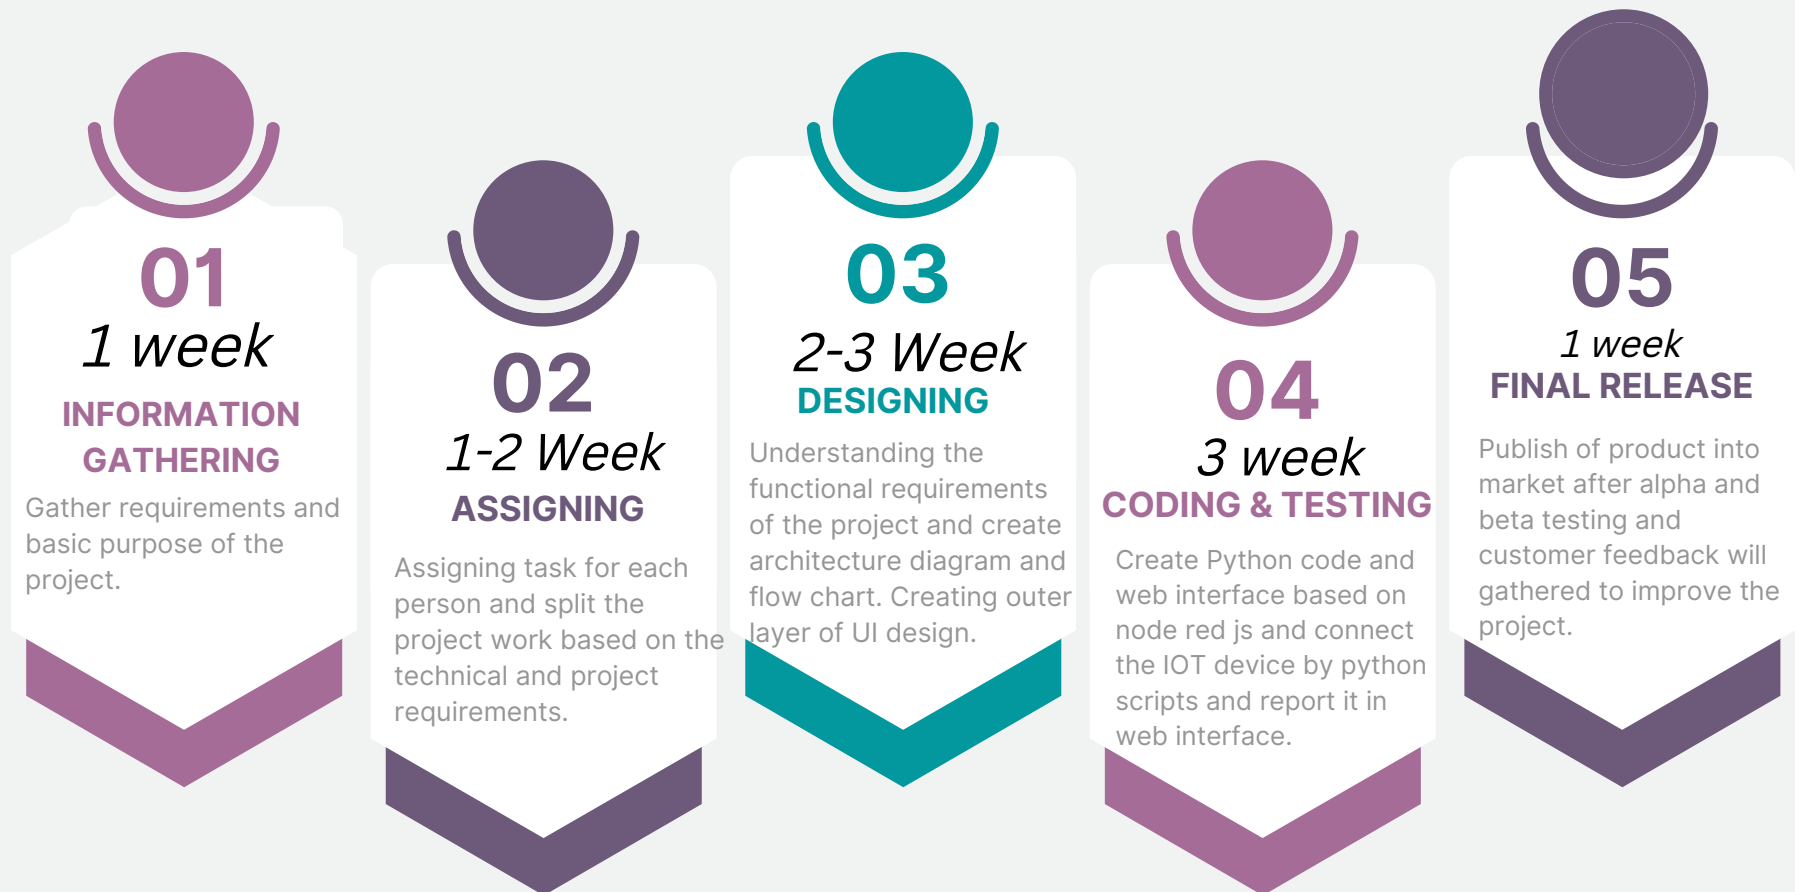 01
1 week
INFORMATION
GATHERING
Gather requirements and
basic purpose of the
project.
02
1-2 Week
ASSIGNING
Assigning task for each
person and split the
project work based on the
technical and project
requirements.
03
2-3 Week
DESIGNING
Understanding the
functional requirements
of the project and create
architecture diagram and
flow chart. Creating outer
layer of UI design.
04
3 week
CODING & TESTING
Create Python code and
web interface based on
node red js and connect
the IOT device by python
scripts and report it in
web interface.
05
1 week
FINAL RELEASE
Publish of product into
market after alpha and
beta testing and
customer feedback will
gathered to improve the
project.